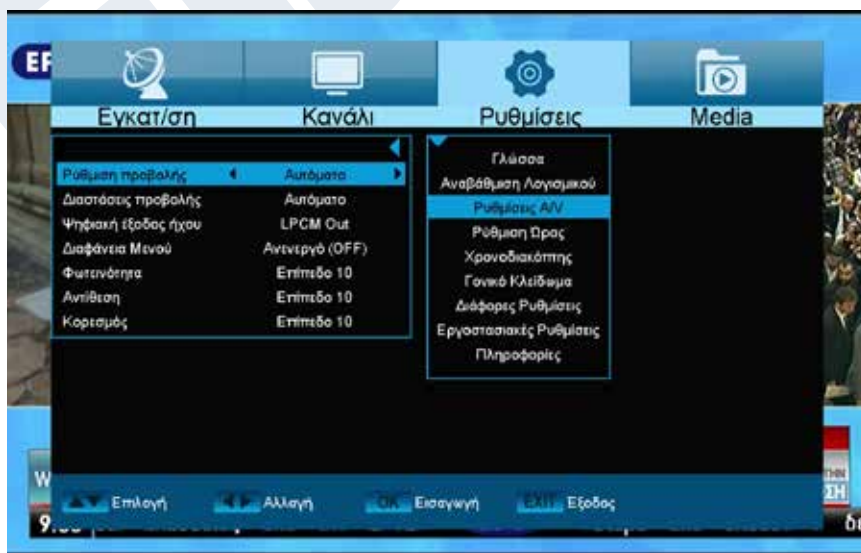 Εγκατ/ση
Κανάλι
Ρυθμίσεις
Media
Ρύθμιση προβολής Αυτόματο
Διαστάσεις προβολής Αυτόματο
Ψηφιακή έξοδος ήχου LPCM Out
Διαφάνεια Μενού Ανενεργό (OFF)
Φωτεινότητα Επίπεδο 10
Αντίθεση Επίπεδο 10
Κορεσμός Επίπεδο 10
Γλώσσα
Αναβάθμιση Λογισμικού
Ρυθμίσεις A/V
Ρύθμιση Ώρας
Χρονοδιακόπτης
Γονικό Κλείδωμα
Διάφορες Ρυθμίσεις
Εργοστασιακές Ρυθμίσεις
Πληροφορίες
Επιλογή Αλλαγή OK Εισαγωγή EXIT Έξοδος